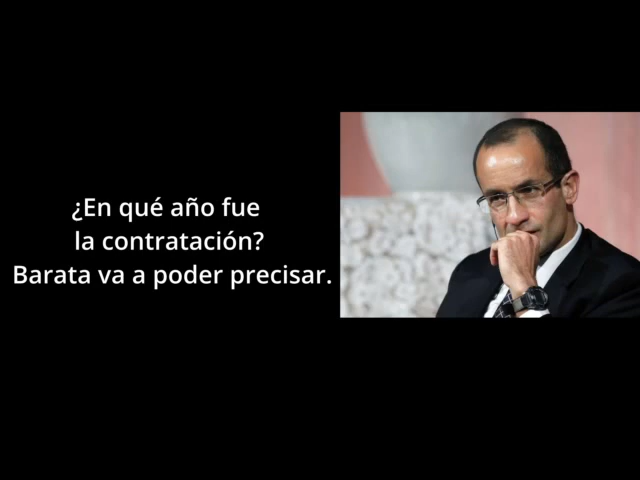 ¿En qué año fue
la contratación?
Barata va a poder precisar.